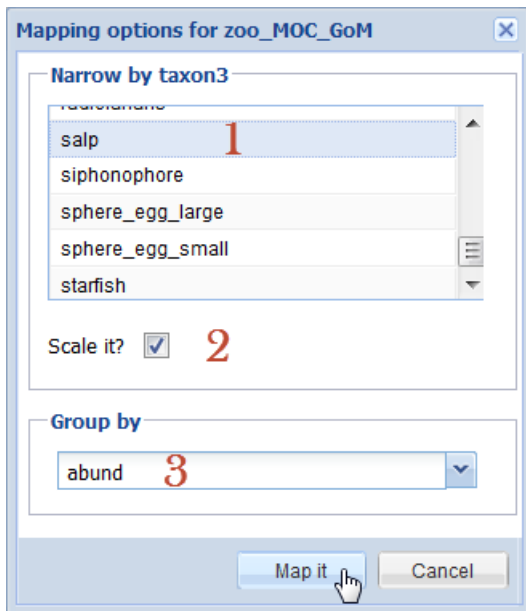 Mapping options for zoo_MOC_GoM
Narrow by taxon3
salp 1
siphonophore
sphere_egg_large
sphere_egg_small
starfish
Scale it? 2
Group by
abund 3
Map it Cancel